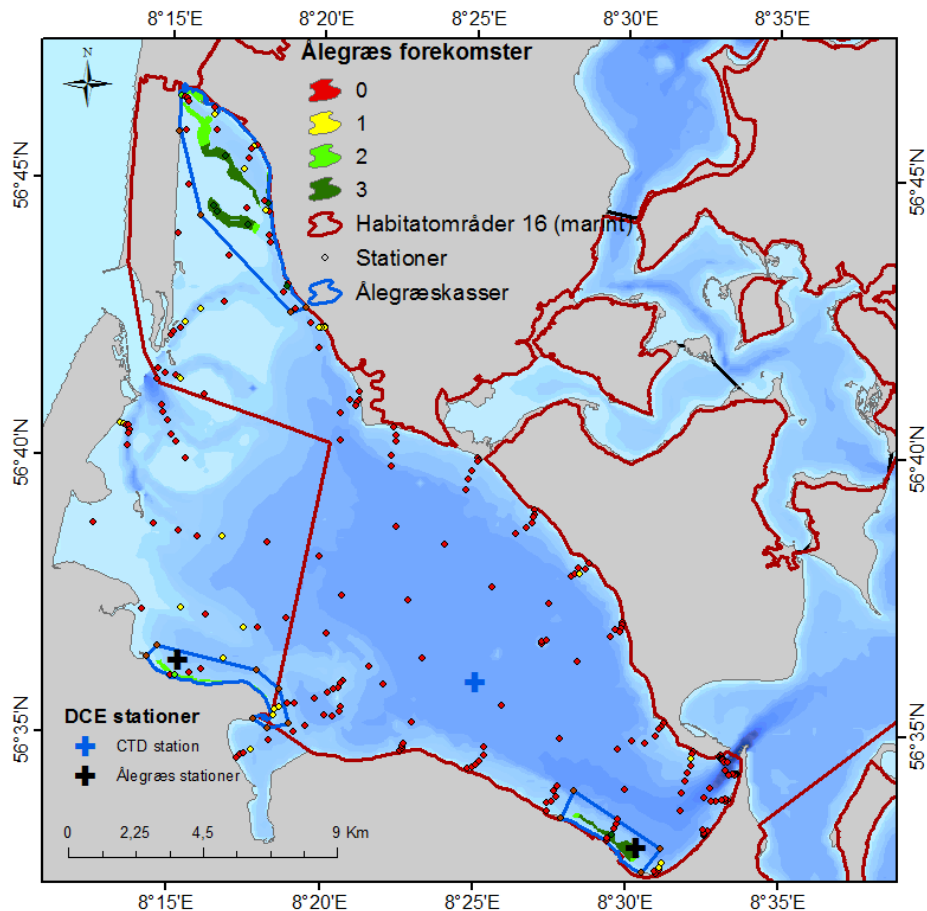 8°15'E 8°20'E 8°25'E 8°30'E 8°35'E
N
Ålegræs forekomster
0
1
2
3
Habitatområder 16 (marint)
Stationer
Ålegræskasser
56°45'N 56°45'N
56°40'N 56°40'N
56°35'N 56°35'N
DCE stationer
CTD station
Ålegræs stationer
0 2,25 4,5 9 Km
8°15'E 8°20'E 8°25'E 8°30'E 8°35'E